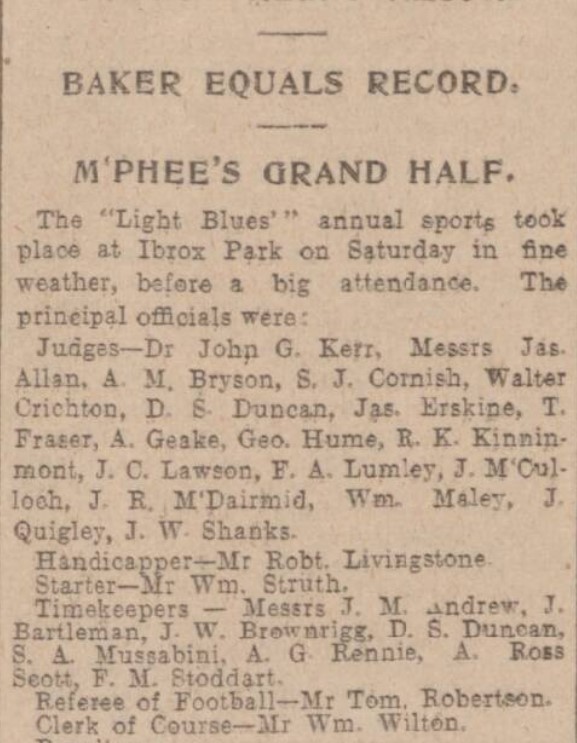 BAKER EQUALS RECORD.
M'PHEE'S GRAND HALF.
The "Light Blues'" annual sports took
place at Ibrox Park on Saturday in fine
weather, before a big attendance. The
principal officials were:
Judges—Dr John G. Kerr, Messrs Jas.
Allan, A. M. Bryson, S. J. Cornish, Walter
Crichton, D. S. Duncan, Jas. Erskine, T.
Fraser, A. Geake, Geo. Hume, R. K. Kinnin-
mont, J. C. Lawson, F. A. Lumley, J. M'Cul-
loch, J. R. M'Dairmid, Wm. Maley, J.
Quigley, J. W. Shanks.
Handicapper—Mr Robt. Livingstone.
Starter—Mr Wm. Struth.
Timekeepers — Messrs J. M. Andrew, J.
Bartleman, J. W. Brownrigg, D. S. Duncan,
S. A. Mussabini, A. G. Rennie, A. Ross
Scott, F. M. Stoddart.
Referee of Football—Mr Tom. Robertson.
Clerk of Course—Mr Wm. Wilton.